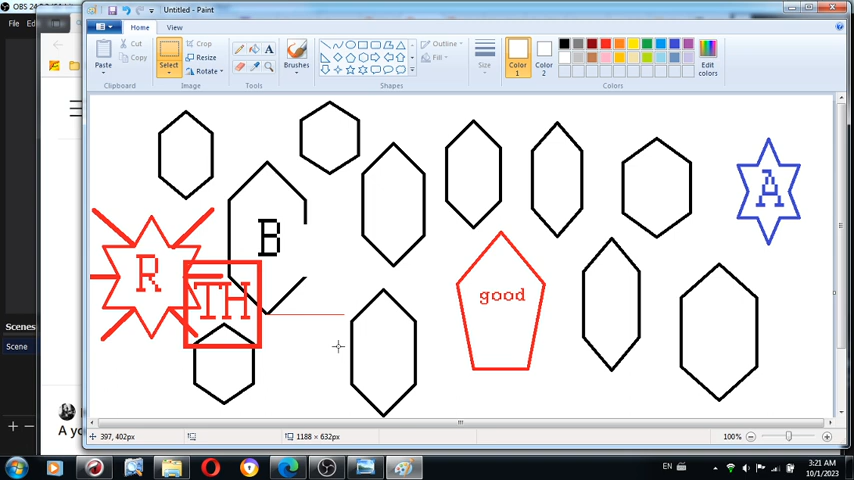 OBS 24
File
Edit
Untitled - Paint
Home
View
Paste
Cut
Copy
Clipboard
Select
Crop
Resize
Rotate
Image
A
Tools
Brushes
Outline
Fill
Shapes
Size
Color
1
Color
2
Edit
colors
Colors
A
B
R
TH
good
Scenes
Scene
A yo
397, 402px
1188 × 632px
100%
EN
3:21 AM
10/1/2023